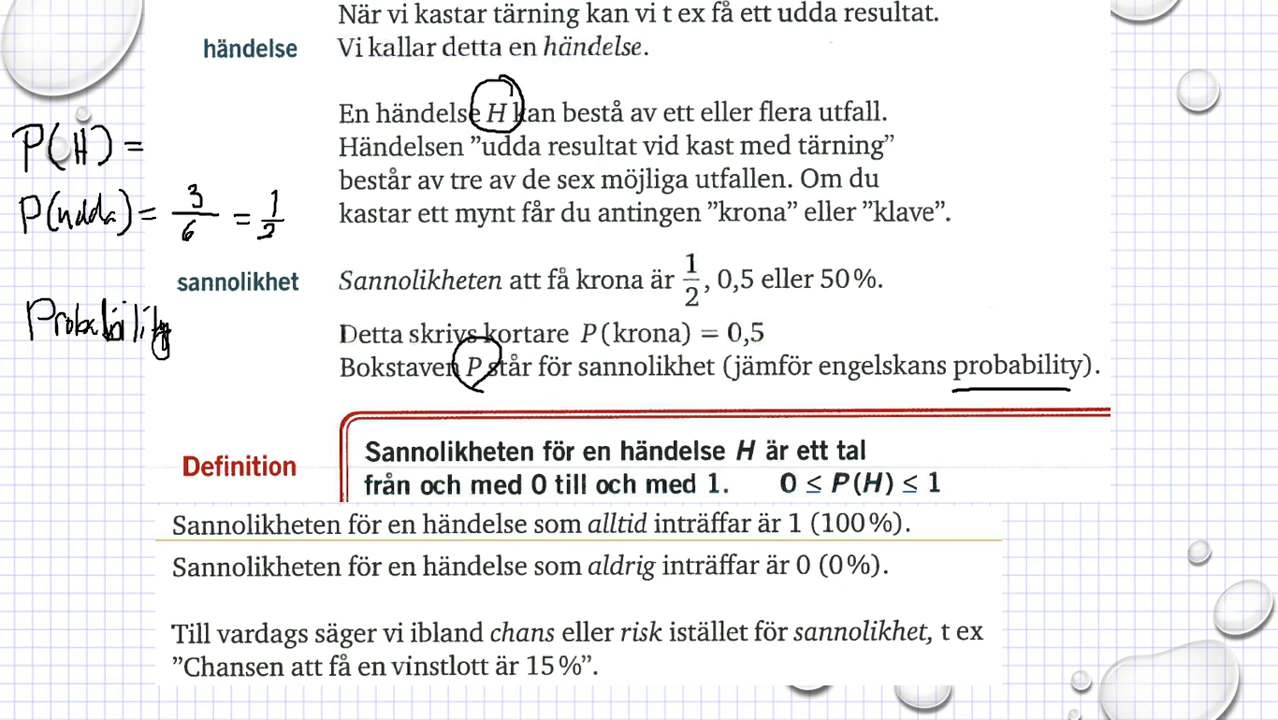 När vi kastar tärning kan vi t ex få ett udda resultat.
händelse Vi kallar detta en händelse.
En händelse H kan bestå av ett eller flera utfall.
P(H) =
Händelsen ”udda resultat vid kast med tärning”
består av tre av de sex möjliga utfallen. Om du
P(udda) = 3/6 = 1/2
kastar ett mynt får du antingen ”krona” eller ”klave”.
sannolikhet Sannolikheten att få krona är 1/2, 0,5 eller 50 %.
Probability
Detta skrivs kortare P(krona) = 0,5
Bokstaven P står för sannolikhet (jämför engelskans probability).
Definition
Sannolikheten för en händelse H är ett tal
från och med 0 till och med 1. 0 ≤ P(H) ≤ 1
Sannolikheten för en händelse som alltid inträffar är 1 (100 %).
Sannolikheten för en händelse som aldrig inträffar är 0 (0 %).
Till vardags säger vi ibland chans eller risk istället för sannolikhet, t ex
”Chansen att få en vinstlott är 15 %”.